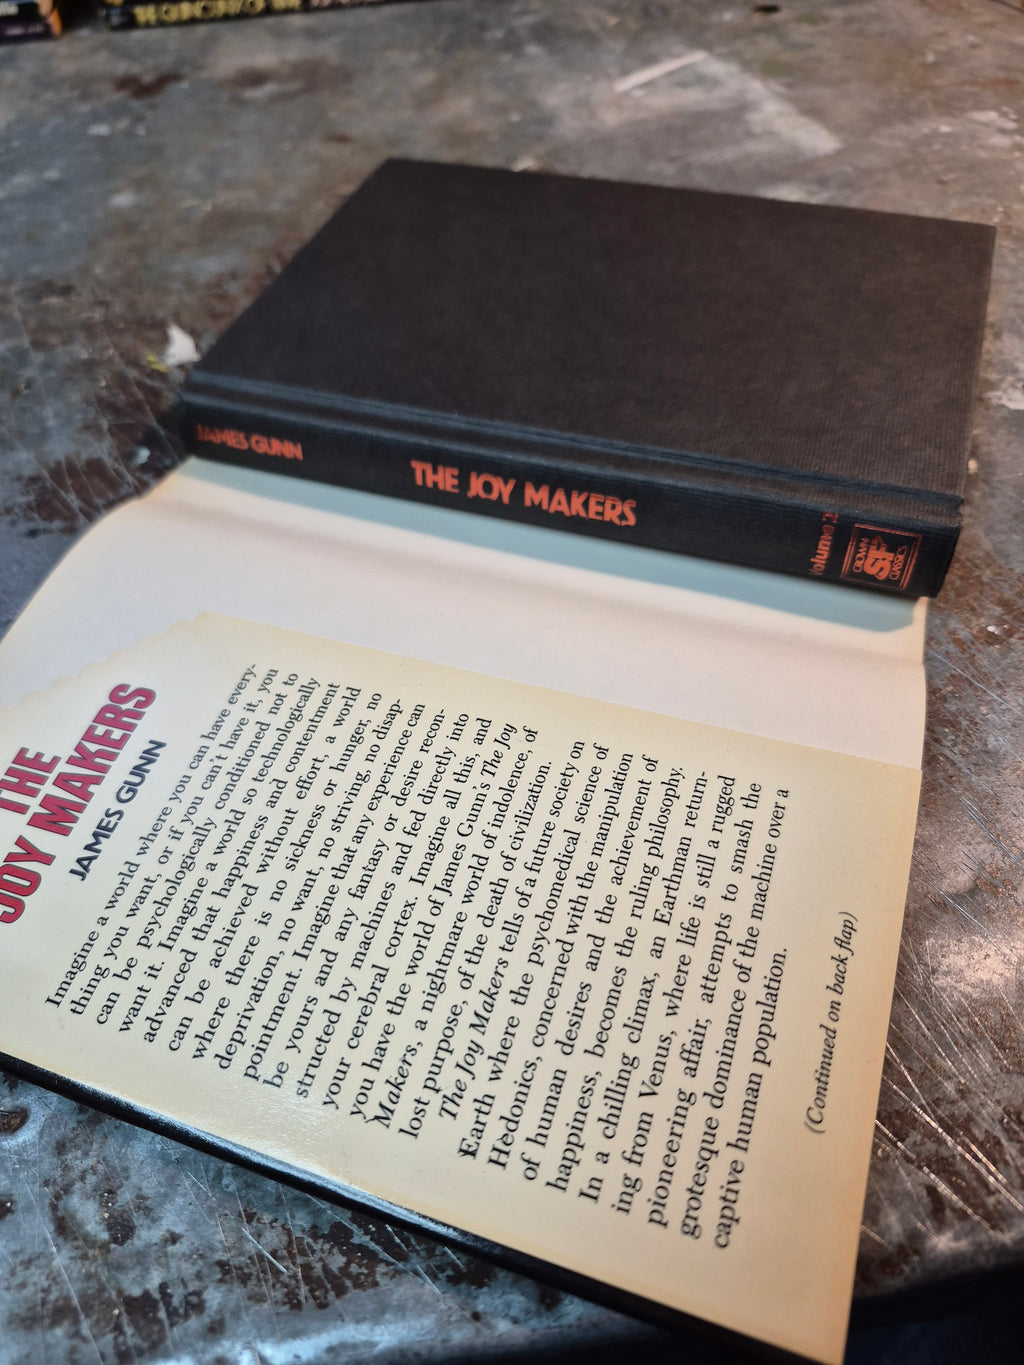 JAMES GUNN
THE JOY MAKERS
Volume
CROWN
SF
CLASSICS
THE
JOY MAKERS
JAMES GUNN
Imagine a world where you can have every-
thing you want, or if you can't have it, you
can be psychologically conditioned not to
want it. Imagine a world so technologically
advanced that happiness and contentment
can be achieved without effort, a world
where there is no sickness or hunger, no
deprivation, no want, no striving, no disap-
pointment. Imagine that any experience can
be yours and any fantasy or desire recon-
structed by machines and fed directly into
your cerebral cortex. Imagine all this, and
you have the world of James Gunn's The Joy
Makers, a nightmare world of indolence, of
lost purpose, of the death of civilization.
The Joy Makers tells of a future society on
Earth where the psychomedical science of
Hedonics, concerned with the manipulation
of human desires and the achievement of
happiness, becomes the ruling philosophy.
In a chilling climax, an Earthman return-
ing from Venus, where life is still a rugged
pioneering affair, attempts to smash the
grotesque dominance of the machine over a
captive human population.
(Continued on back flap)